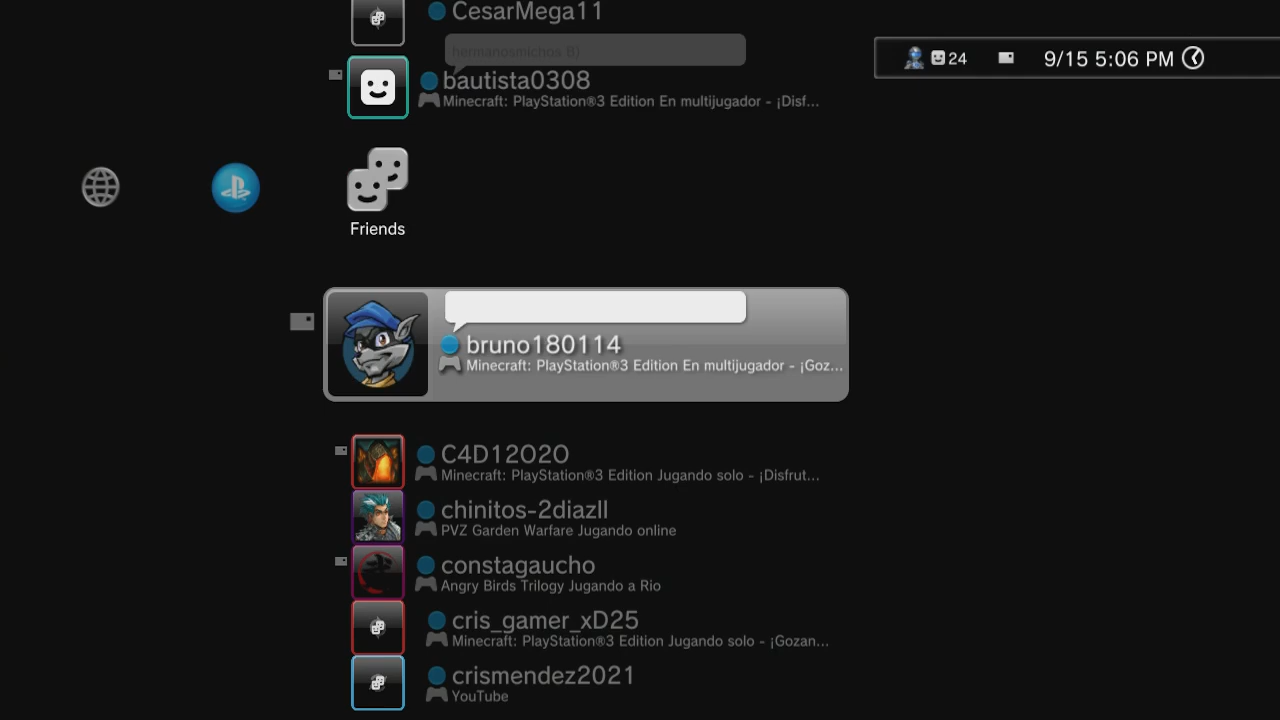 CesarMega11
hermanosmichos B)
bautista0308
Minecraft: PlayStation®3 Edition En multijugador - ¡Disf...
24
9/15 5:06 PM
Friends
bruno180114
Minecraft: PlayStation®3 Edition En multijugador - ¡Goz...
C4D12O2O
Minecraft: PlayStation®3 Edition Jugando solo - ¡Disfrut...
chinitos-2diazll
PVZ Garden Warfare Jugando online
constagaucho
Angry Birds Trilogy Jugando a Rio
cris_gamer_xD25
Minecraft: PlayStation®3 Edition Jugando solo - ¡Gozan...
crismendez2021
YouTube